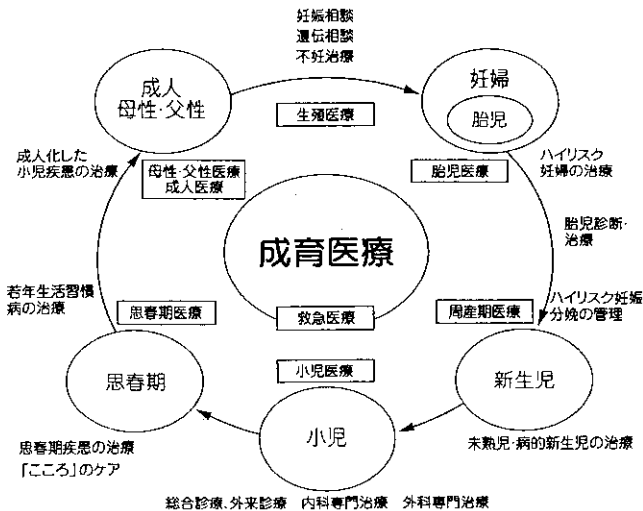 妊娠相談
遺伝相談
不妊治療
成人
母性・父性
妊婦
胎児
生殖医療
成人化した
小児疾患の治療
母性・父性医療
成人医療
胎児医療
ハイリスク
妊婦の治療
胎児診断・
治療
成育医療
若年生活習慣
病の治療
思春期医療
救急医療
周産期医療
ハイリスク妊娠
分娩の管理
小児医療
思春期
新生児
小児
思春期疾患の治療
「こころ」のケア
未熟児・病的新生児の治療
総合診療、外来診療 内科専門治療 外科専門治療